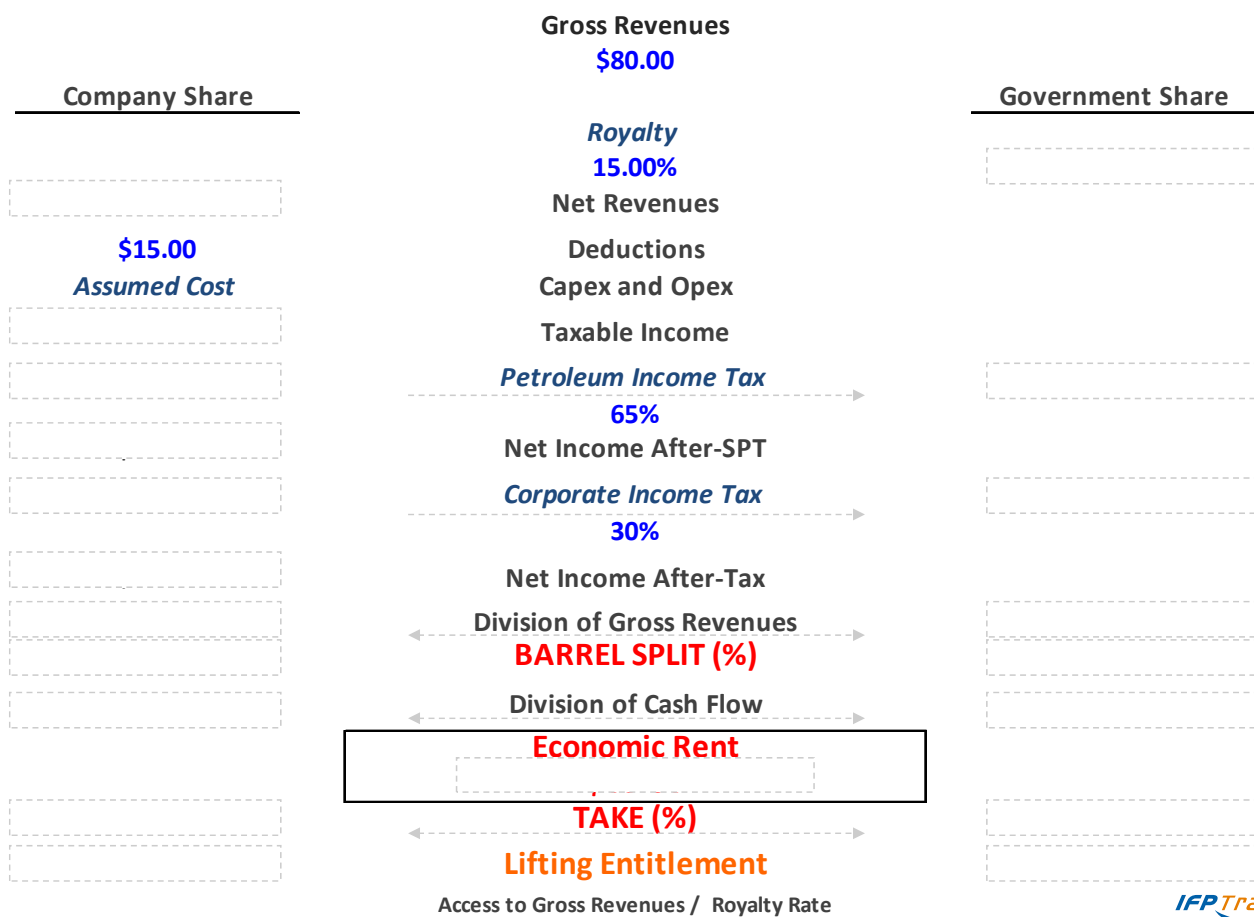 Gross Revenues
$80.00
Company Share
Government Share
Royalty
15.00%
Net Revenues
$15.00
Deductions
Assumed Cost
Capex and Opex
Taxable Income
Petroleum Income Tax
65%
Net Income After-SPT
Corporate Income Tax
30%
Net Income After-Tax
Division of Gross Revenues
BARREL SPLIT (%)
Division of Cash Flow
Economic Rent
TAKE (%)
Lifting Entitlement
Access to Gross Revenues / Royalty Rate